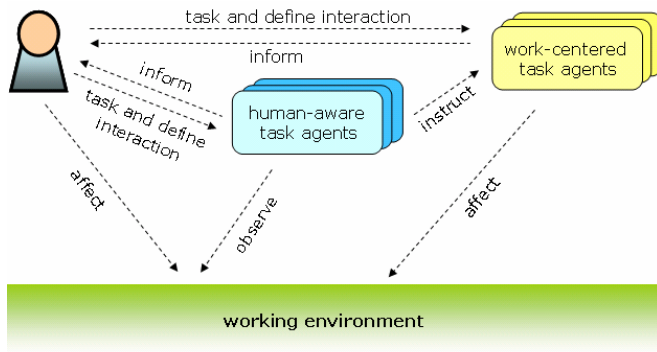 task and define interaction
inform
work-centered
task agents
inform
task and define
interaction
human-aware
task agents
instruct
affect
observe
affect
working environment